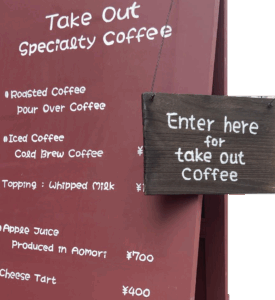 Take Out
Specialty Coffee
Roasted Coffee
Pour Over Coffee
Iced Coffee
Cold Brew Coffee ¥
Topping : Whipped Milk ¥
Apple Juice
Produced in Aomori ¥700
Cheese Tart
¥400
Enter here
for
take out
Coffee